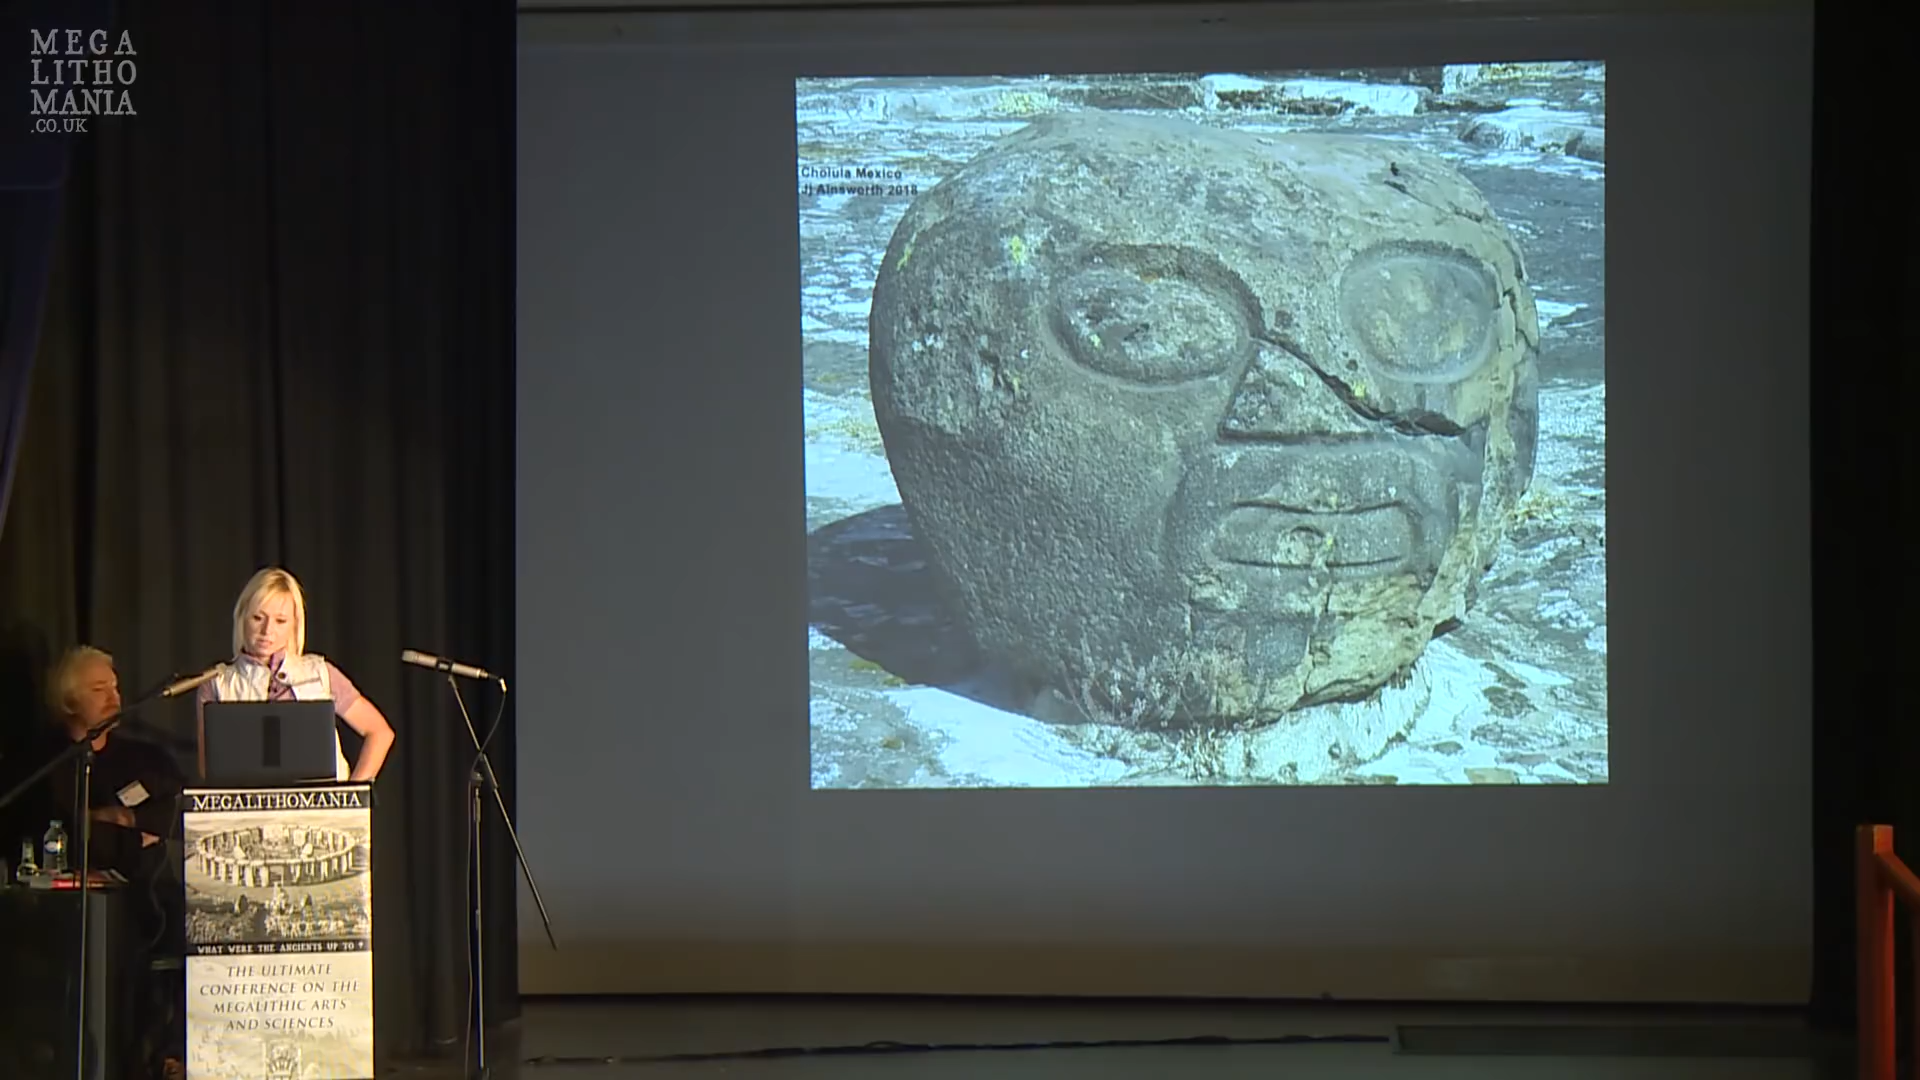 MEGA
LITHO
MANIA
.CO.UK
Cholula Mexico
Jj Ainsworth 2018
MEGALITHOMANIA
WHAT WERE THE ANCIENTS UP TO ?
THE ULTIMATE
CONFERENCE ON THE
MEGALITHIC ARTS
AND SCIENCES